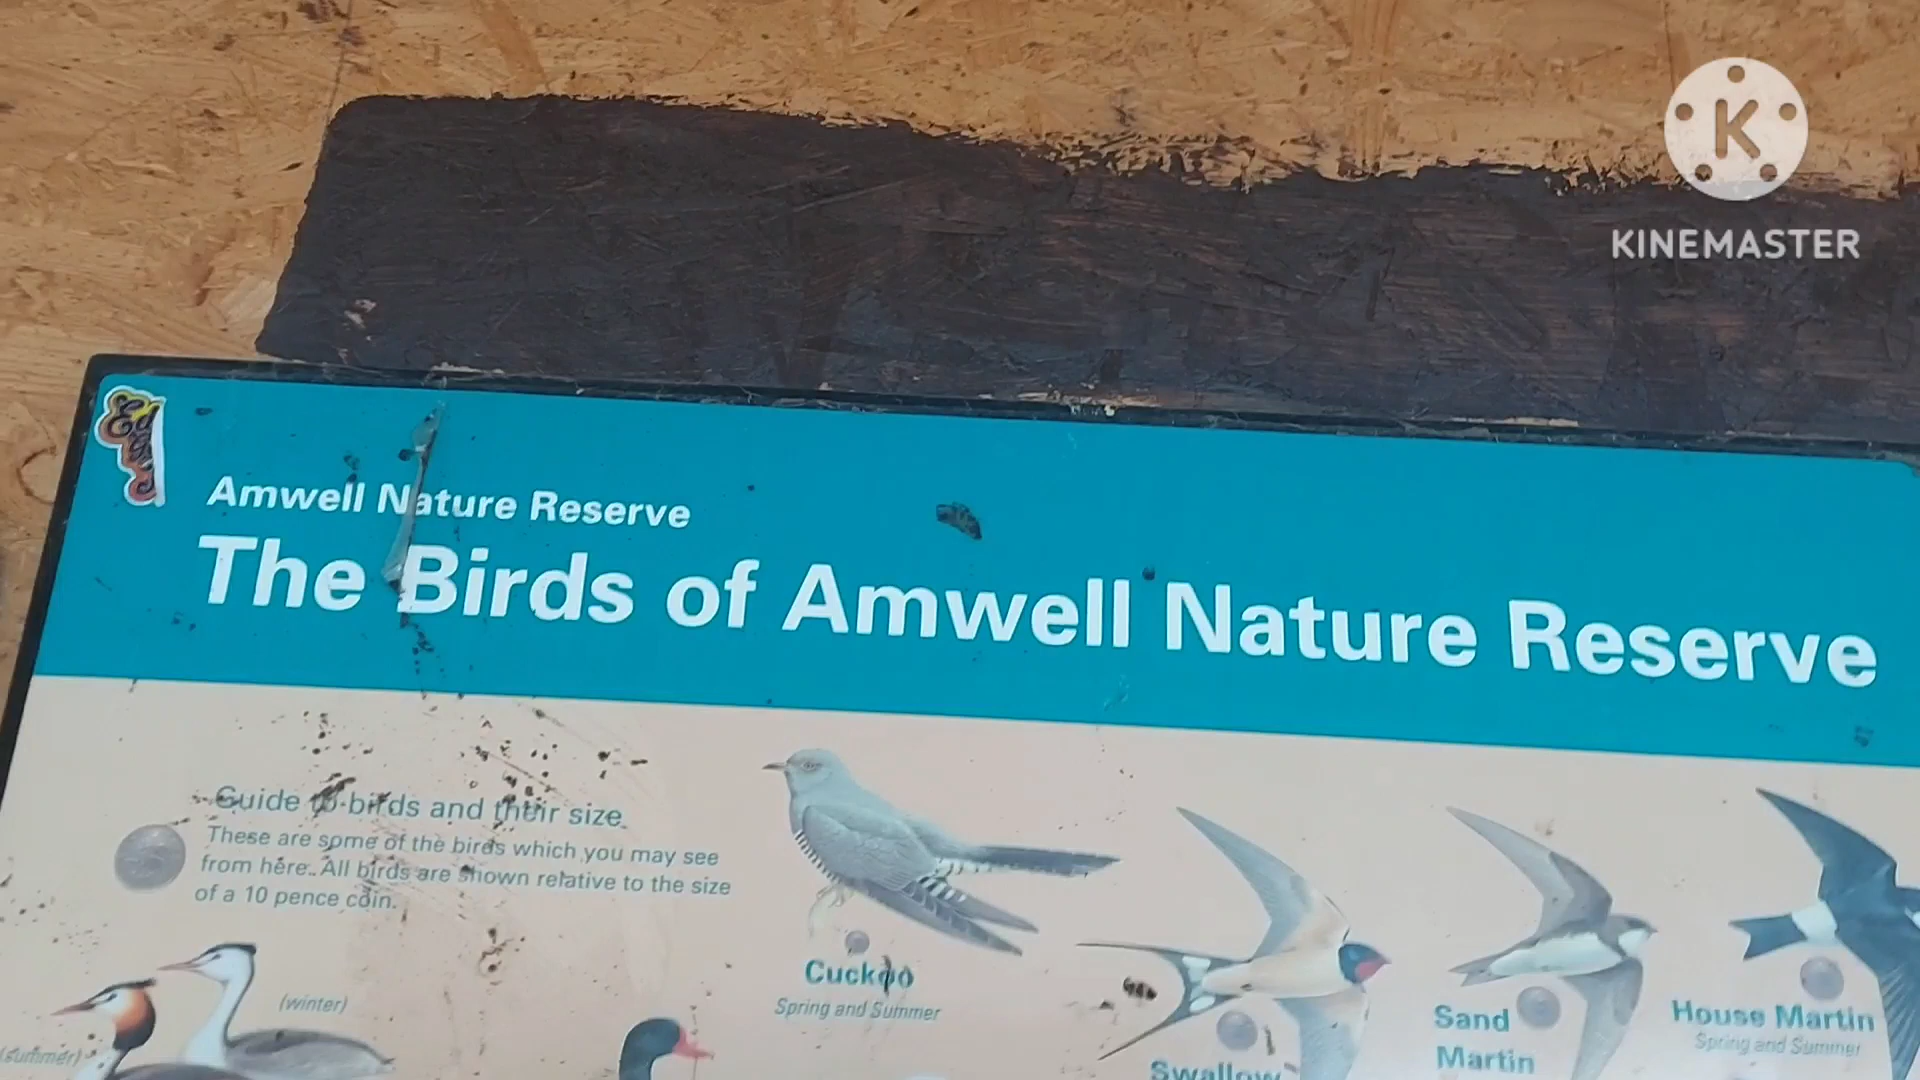 KINEMASTER
Amwell Nature Reserve
The Birds of Amwell Nature Reserve
Guide to birds and their size
These are some of the birds which you may see
from here. All birds are shown relative to the size
of a 10 pence coin.
Cuckoo
Spring and Summer
(winter)
(summer)
Swallow
Sand
Martin
House Martin
Spring and Summer